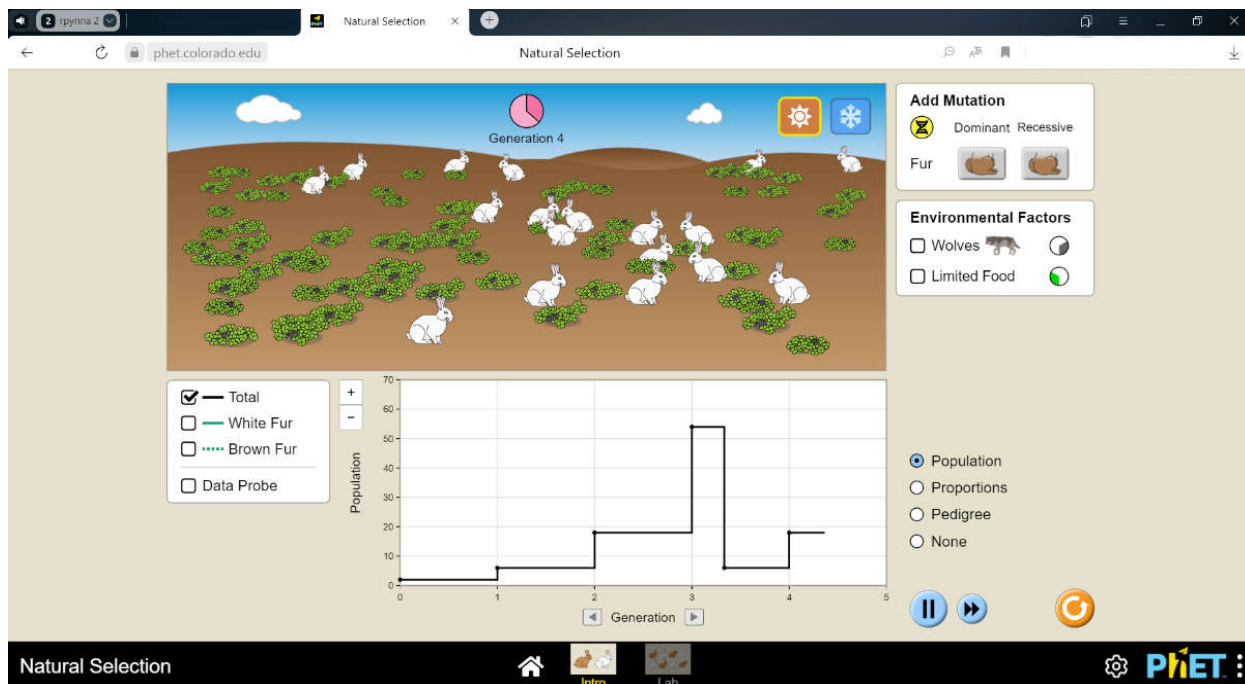 2 группа 2
Natural Selection
phet.colorado.edu
Natural Selection
Generation 4
Add Mutation
Dominant Recessive
Fur
Environmental Factors
Wolves
Limited Food
Total
White Fur
Brown Fur
Data Probe
+
−
Population
70
60
50
40
30
20
10
0
0 1 2 3 4 5
Generation
Population
Proportions
Pedigree
None
Natural Selection
Intro
Lab
PhET